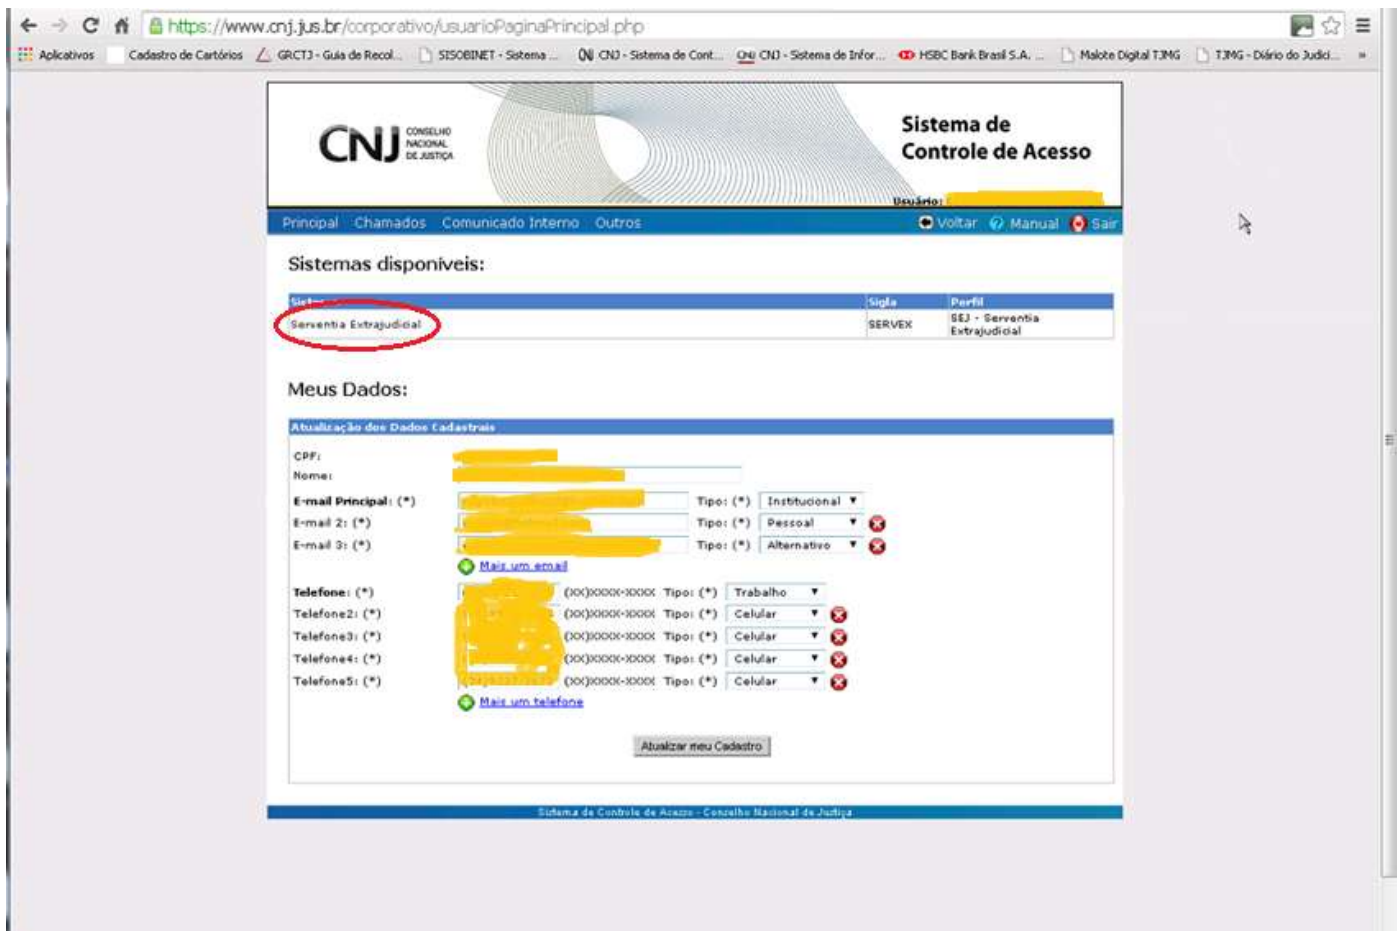 https://www.cnj.jus.br/corporativo/usuarioPaginaPrincipal.php
Aplicativos Cadastro de Cartórios GRCTJ - Guia de Recol... SISOBINET - Sistema ... CNJ - Sistema de Cont... CNJ - Sistema de Infor... HSBC Bank Brasil S.A. ... Malote Digital TJMG TJMG - Diário do Judici... »
CNJ CONSELHO NACIONAL DE JUSTIÇA
Sistema de
Controle de Acesso
Usuário:
Principal Chamados Comunicado Interno Outros Voltar Manual Sair
Sistemas disponíveis:
Sigla Perfil
Serventia Extrajudicial SERVEX SEJ - Serventia Extrajudicial
Meus Dados:
Atualização dos Dados Cadastrais
CPF:
Nome:
E-mail Principal: (*) Tipo: (*) Institucional
E-mail 2: (*) Tipo: (*) Pessoal
E-mail 3: (*) Tipo: (*) Alternativo
Mais um email
Telefone: (*) (XX)XXXX-XXXX Tipo: (*) Trabalho
Telefone2: (*) (XX)XXXX-XXXX Tipo: (*) Celular
Telefone3: (*) (XX)XXXX-XXXX Tipo: (*) Celular
Telefone4: (*) (XX)XXXX-XXXX Tipo: (*) Celular
Telefone5: (*) (XX)XXXX-XXXX Tipo: (*) Celular
Mais um telefone
Atualizar meu Cadastro
Sistema de Controle de Acesso - Conselho Nacional de Justiça